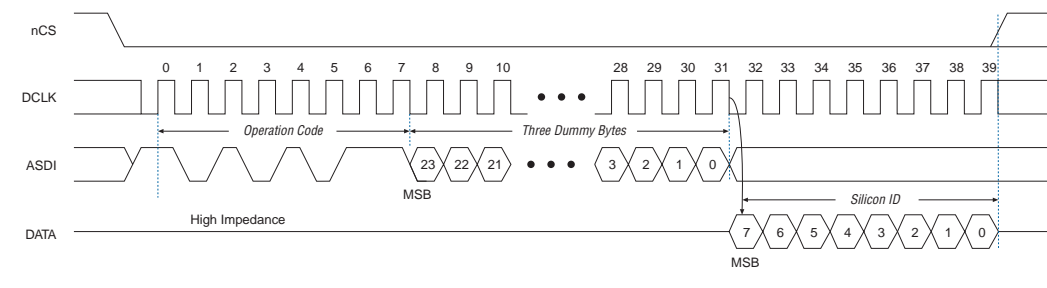 nCS
0 1 2 3 4 5 6 7 8 9 10 28 29 30 31 32 33 34 35 36 37 38 39
DCLK
Operation Code Three Dummy Bytes
ASDI 23 22 21 3 2 1 0
MSB
Silicon ID
High Impedance
DATA 7 6 5 4 3 2 1 0
MSB